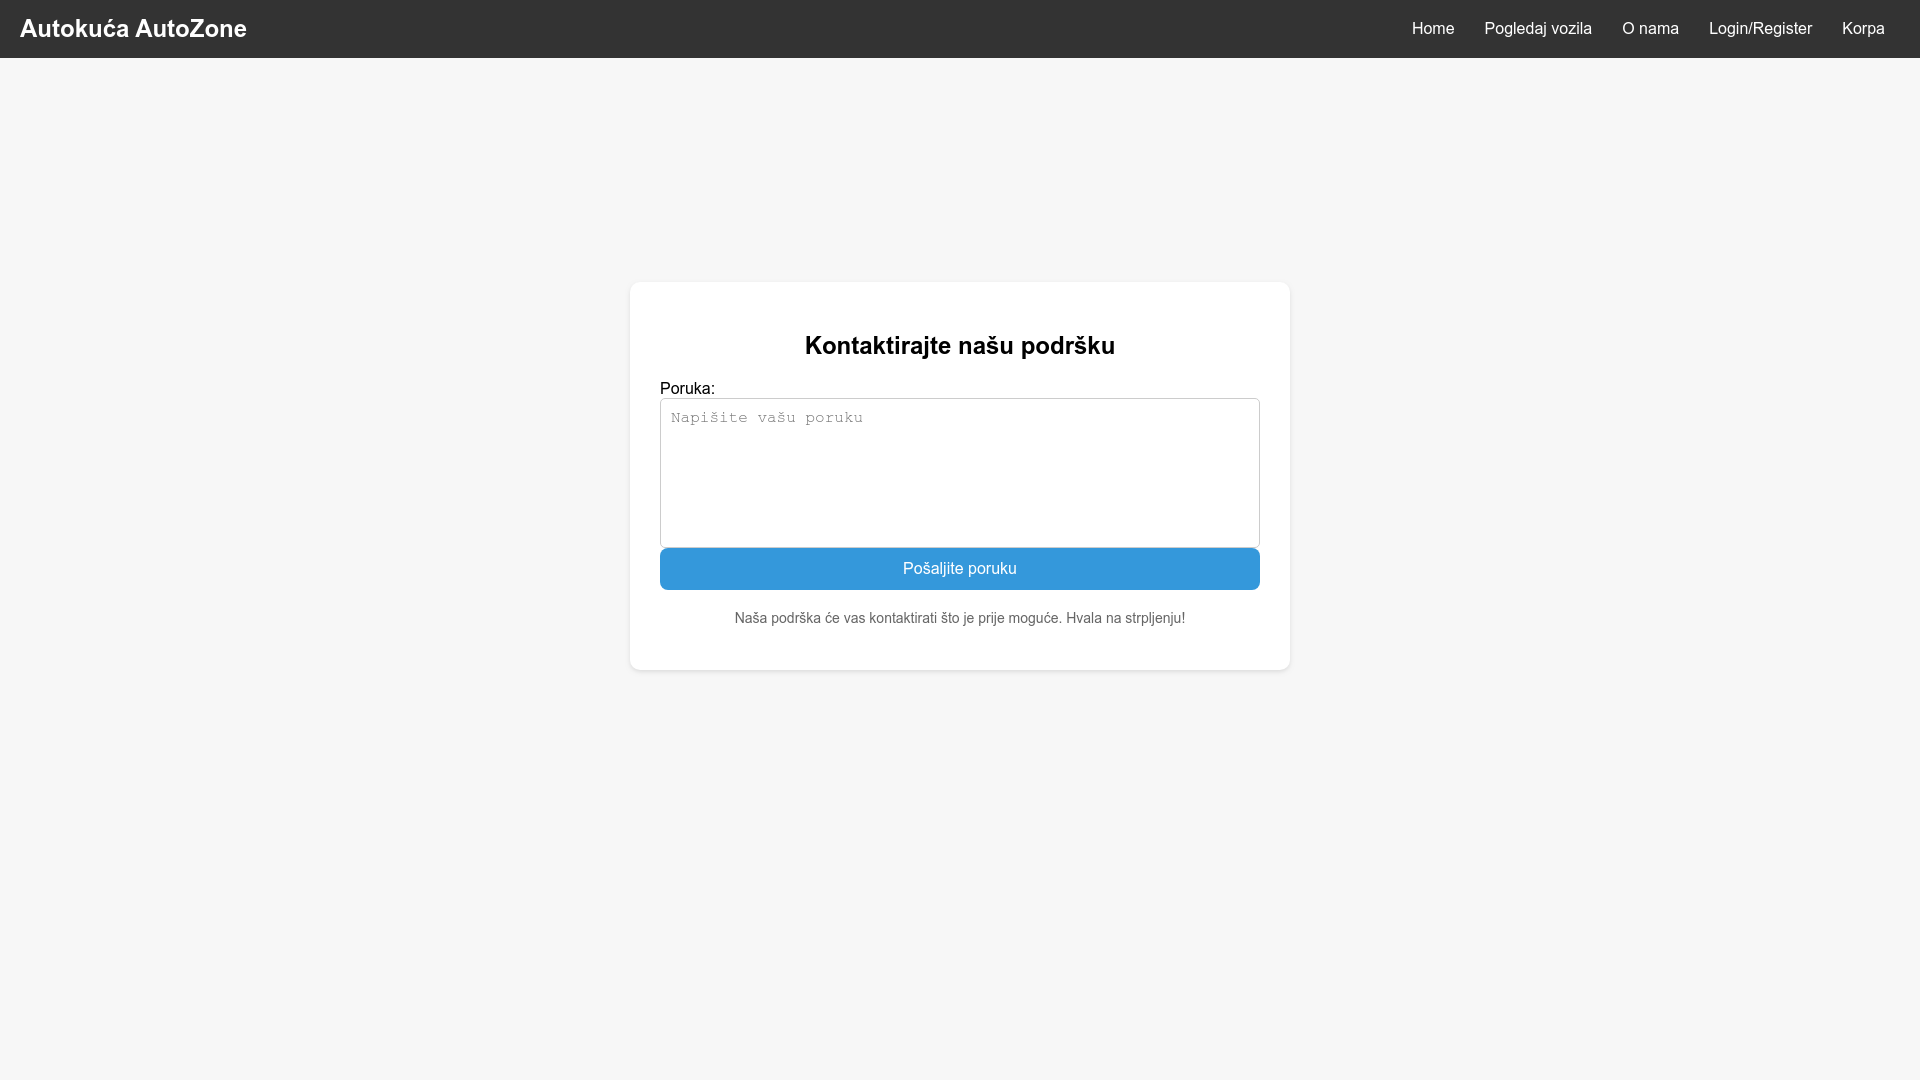 Autokuća AutoZone
Home Pogledaj vozila O nama Login/Register Korpa
Kontaktirajte našu podršku
Poruka:
Napišite vašu poruku
Pošaljite poruku
Naša podrška će vas kontaktirati što je prije moguće. Hvala na strpljenju!